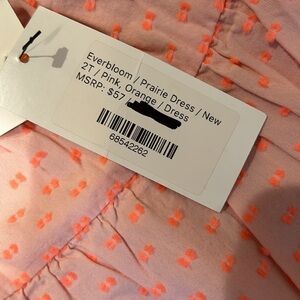 Everbloom / Prairie Dress / New
2T / Pink, Orange / Dress
MSRP: $57
68542262